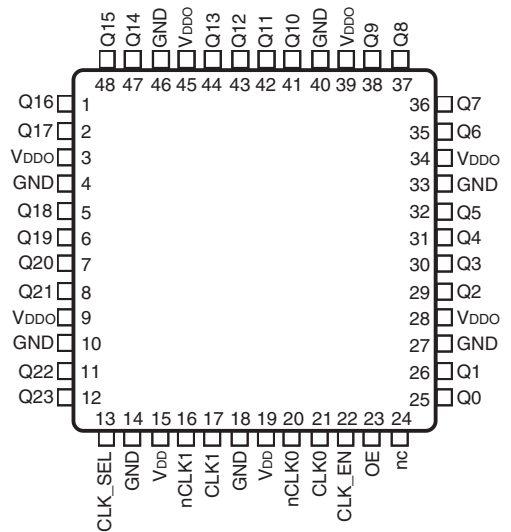 Q15 Q14 GND VDDO Q13 Q12 Q11 Q10 GND VDDO Q9 Q8
48 47 46 45 44 43 42 41 40 39 38 37
Q16 1 36 Q7
Q17 2 35 Q6
VDDO 3 34 VDDO
GND 4 33 GND
Q18 5 32 Q5
Q19 6 31 Q4
Q20 7 30 Q3
Q21 8 29 Q2
VDDO 9 28 VDDO
GND 10 27 GND
Q22 11 26 Q1
Q23 12 25 Q0
13 14 15 16 17 18 19 20 21 22 23 24
CLK_SEL GND VDD nCLK1 CLK1 GND VDD nCLK0 CLK0 CLK_EN OE nc